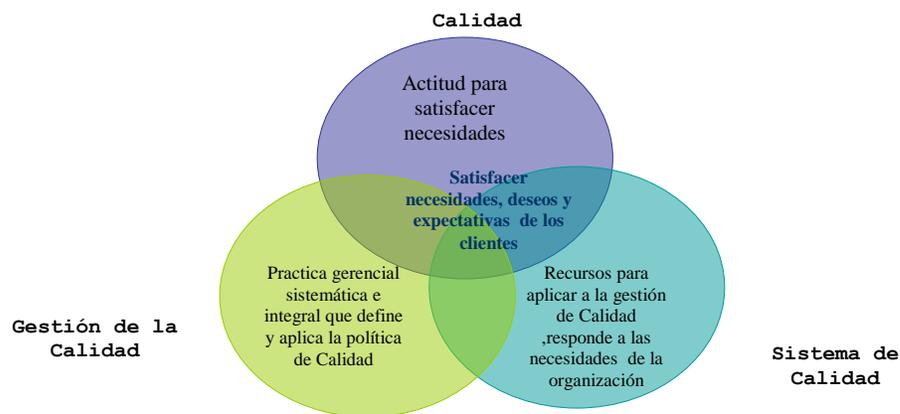 Calidad
Actitud para
satisfacer
necesidades
Satisfacer
necesidades, deseos y
expectativas de los
clientes
Practica gerencial
sistemática e
integral que define
y aplica la política
de Calidad
Recursos para
aplicar a la gestión
de Calidad
,responde a las
necesidades de la
organización
Gestión de la
Calidad
Sistema de
Calidad